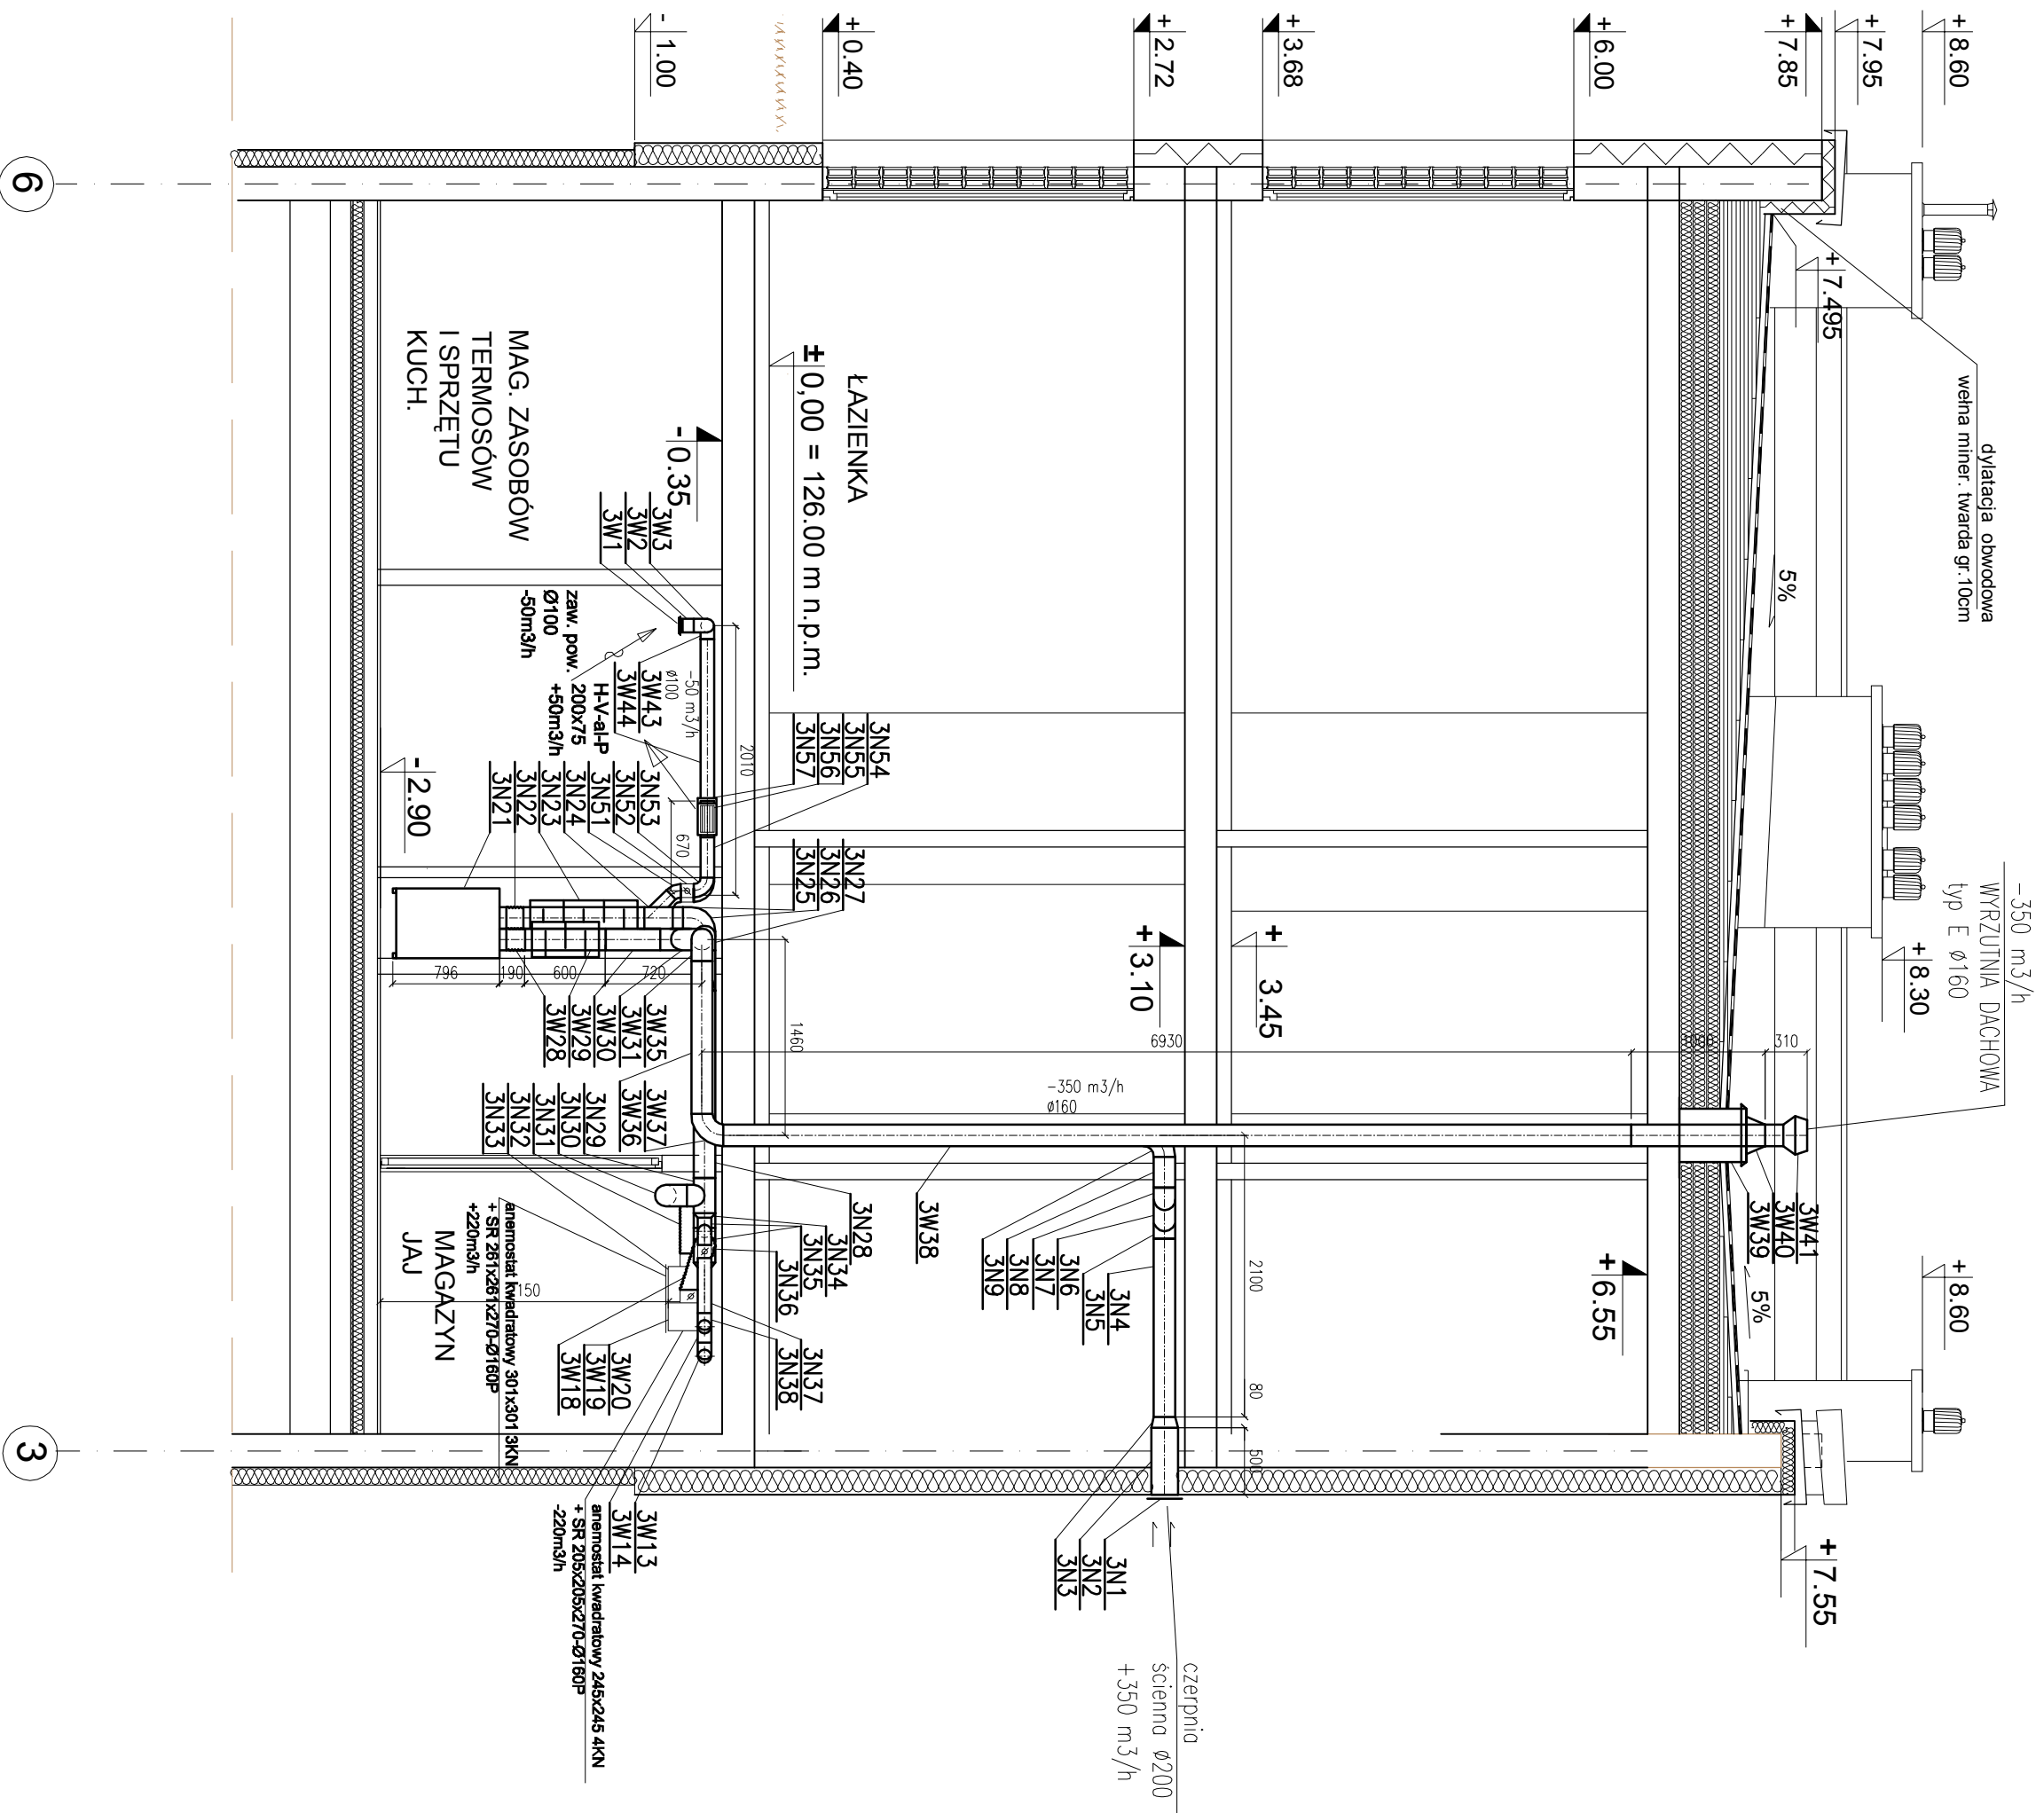 + 8.60
+ 7.95
+ 7.85
+ 6.00
+ 3.68
+ 2.72
+ 0.40
- 1.00
6
+ 7.495
dylatacja obwodowa
wełna miner. twarda gr.10cm
5%
ŁAZIENKA
± 0,00 = 126.00 m n.p.m.
- 0.35
MAG. ZASOBÓW
TERMOSÓW
I SPRZĘTU
KUCH.
3W3
3W2
3W1
zaw. pow.
Ø100
-50m3/h
-50 m3/h
ø100
3W43
3W44
H-V-al-P
200x75
+50m3/h
2010
670
3N54
3N55
3N56
3N57
3N53
3N52
3N51
3N24
3N23
3N22
3N21
- 2.90
3N27
3N26
3N25
796
190
600
720
1460
3W35
3W31
3W30
3W29
3W28
3W37
3W36
3N29
3N30
3N31
3N32
3N33
-350 m3/h
WYRZUTNIA DACHOWA
typ E ø160
+ 8.30
+ 3.10
+ 3.45
6930
310
-350 m3/h
ø160
3W41
3W40
3W39
5%
+ 8.60
+ 6.55
3W38
3N28
3N34
3N35
3N36
3N37
3N38
3N6
3N7
3N8
3N9
3N4
3N5
2100
80
500
MAGAZYN
JAJ
anemostat kwadratowy 301x301 3KN
+ SR 261x261x270-Ø160P
+220m3/h
3W20
3W19
3W18
3W13
3W14
anemostat kwadratowy 245x245 4KN
+ SR 205x205x270-Ø160P
-220m3/h
3N1
3N2
3N3
+ 7.55
czerpnia
ścienna ø200
+350 m3/h
3